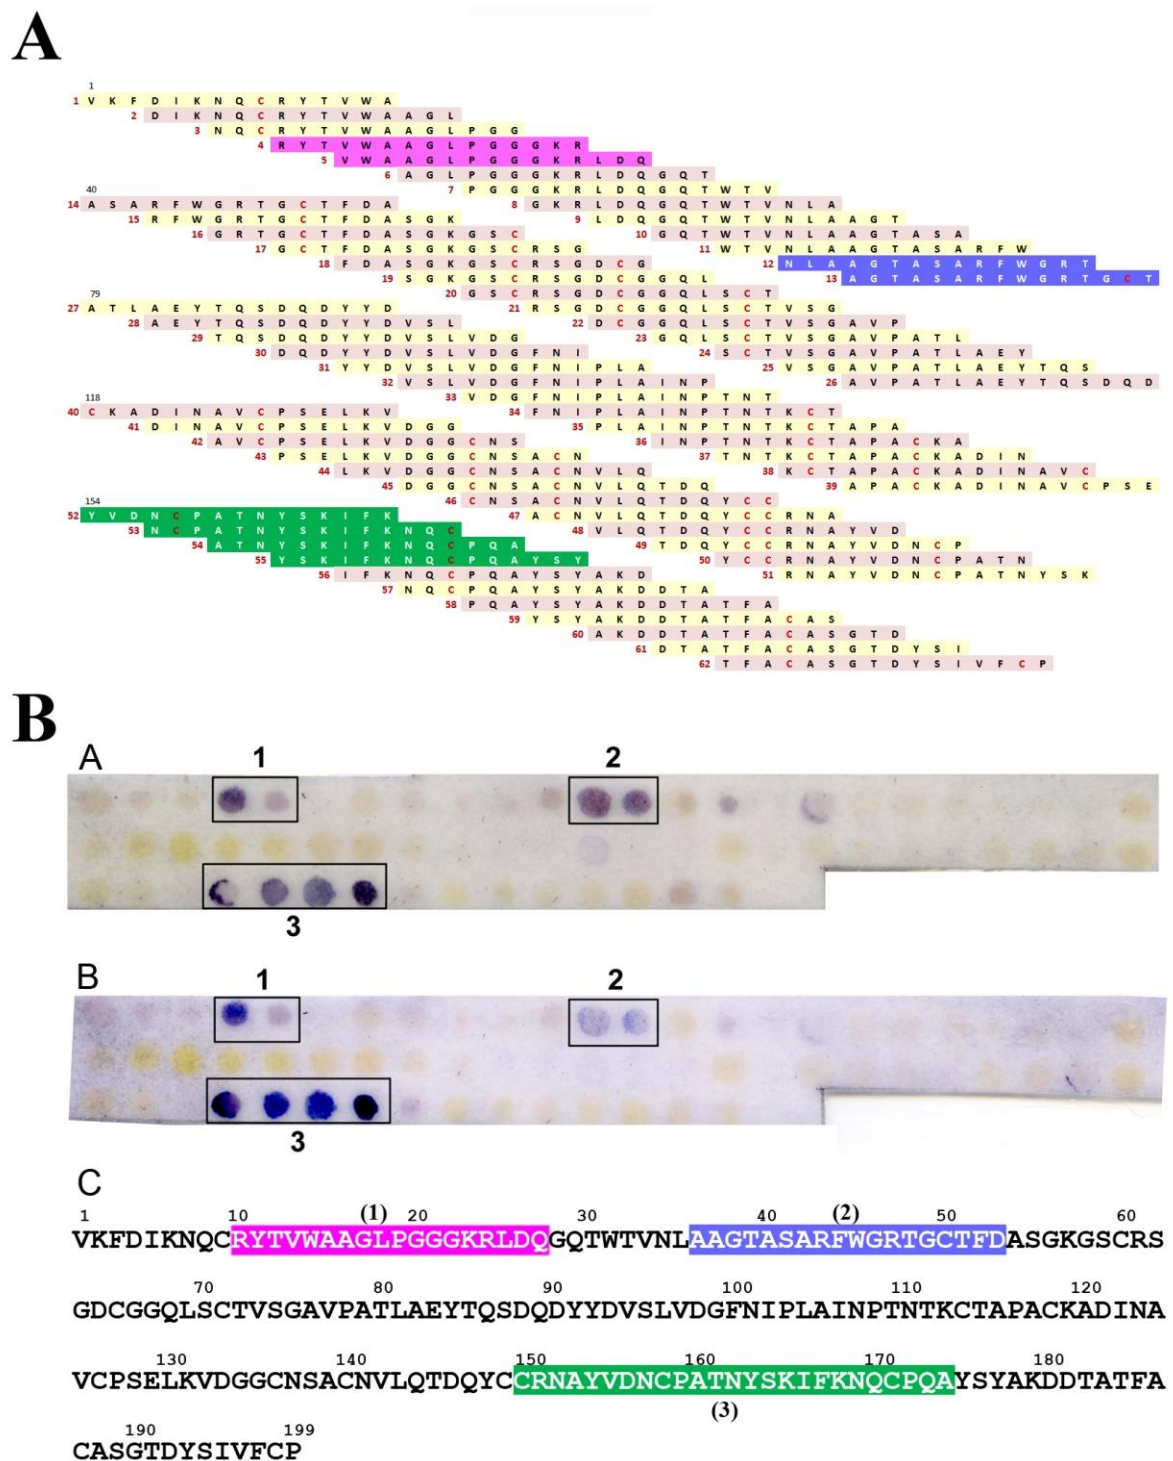 A
1
1 V K F D I K N Q C R Y T V W A
2 D I K N Q C R Y T V W A A G L
3 N Q C R Y T V W A A G L P G G
4 R Y T V W A A G L P G G G K R
5 V W A A G L P G G G K R L D Q
6 A G L P G G G K R L D Q G Q T
40 7 P G G G K R L D Q G Q T W T V
14 A S A R F W G R T G C T F D A 8 G K R L D Q G Q T W T V N L A
15 R F W G R T G C T F D A S G K 9 L D Q G Q T W T V N L A A G T
16 G R T G C T F D A S G K G S C 10 G Q T W T V N L A A G T A S A
17 G C T F D A S G K G S C R S G 11 W T V N L A A G T A S A R F W
18 F D A S G K G S C R S G D C G 12 N L A A G T A S A R F W G R T
19 S G K G S C R S G D C G G Q L 13 A G T A S A R F W G R T G C T
79 20 G S C R S G D C G G Q L S C T
27 A T L A E Y T Q S D Q D Y Y D 21 R S G D C G G Q L S C T V S G
28 A E Y T Q S D Q D Y Y D V S L 22 D C G G Q L S C T V S G A V P
29 T Q S D Q D Y Y D V S L V D G 23 G Q L S C T V S G A V P A T L
30 D Q D Y Y D V S L V D G F N I 24 S C T V S G A V P A T L A E Y
31 Y Y D V S L V D G F N I P L A 25 V S G A V P A T L A E Y T Q S
32 V S L V D G F N I P L A I N P 26 A V P A T L A E Y T Q S D Q D
118 33 V D G F N I P L A I N P T N T
40 C K A D I N A V C P S E L K V 34 F N I P L A I N P T N T K C T
41 D I N A V C P S E L K V D G G 35 P L A I N P T N T K C T A P A
42 A V C P S E L K V D G G C N S 36 I N P T N T K C T A P A C K A
43 P S E L K V D G G C N S A C N 37 T N T K C T A P A C K A D I N
44 L K V D G G C N S A C N V L Q 38 K C T A P A C K A D I N A V C
45 D G G C N S A C N V L Q T D Q 39 A P A C K A D I N A V C P S E
154 46 C N S A C N V L Q T D Q Y C C
52 Y V D N C P A T N Y S K I F K 47 A C N V L Q T D Q Y C C R N A
53 N C P A T N Y S K I F K N Q C 48 V L Q T D Q Y C C R N A Y V D
54 A T N Y S K I F K N Q C P Q A 49 T D Q Y C C R N A Y V D N C P
55 Y S K I F K N Q C P Q A Y S Y 50 Y C C R N A Y V D N C P A T N
56 I F K N Q C P Q A Y S Y A K D 51 R N A Y V D N C P A T N Y S K
57 N Q C P Q A Y S Y A K D D T A
58 P Q A Y S Y A K D D T A T F A
59 Y S Y A K D D T A T F A C A S
60 A K D D T A T F A C A S G T D
61 D T A T F A C A S G T D Y S I
62 T F A C A S G T D Y S I V F C P
B
A 1 2
3
B 1 2
3
C
1 10 (1) 20 30 40 (2) 50 60
VKFDIKNQCRYTVWAAGLPGGGKRLDQGQTWTVNLAAGTASARFWGRTGCTFDASGKGSCRS
70 80 90 100 110 120
GDCGGQLSCTVSGAVPATLAEYTQSDQDYYDVSLVDGFNIPLAINPTNTKCTAPACKADINA
130 140 150 160 170 180
VCPSELKVDGGCNSACNVLQTDQYCCRNAYVDNCPATNYSKIFKNQCPQAYSYAKDDTATFA
(3)
190 199
CASGTDYSIVFCP